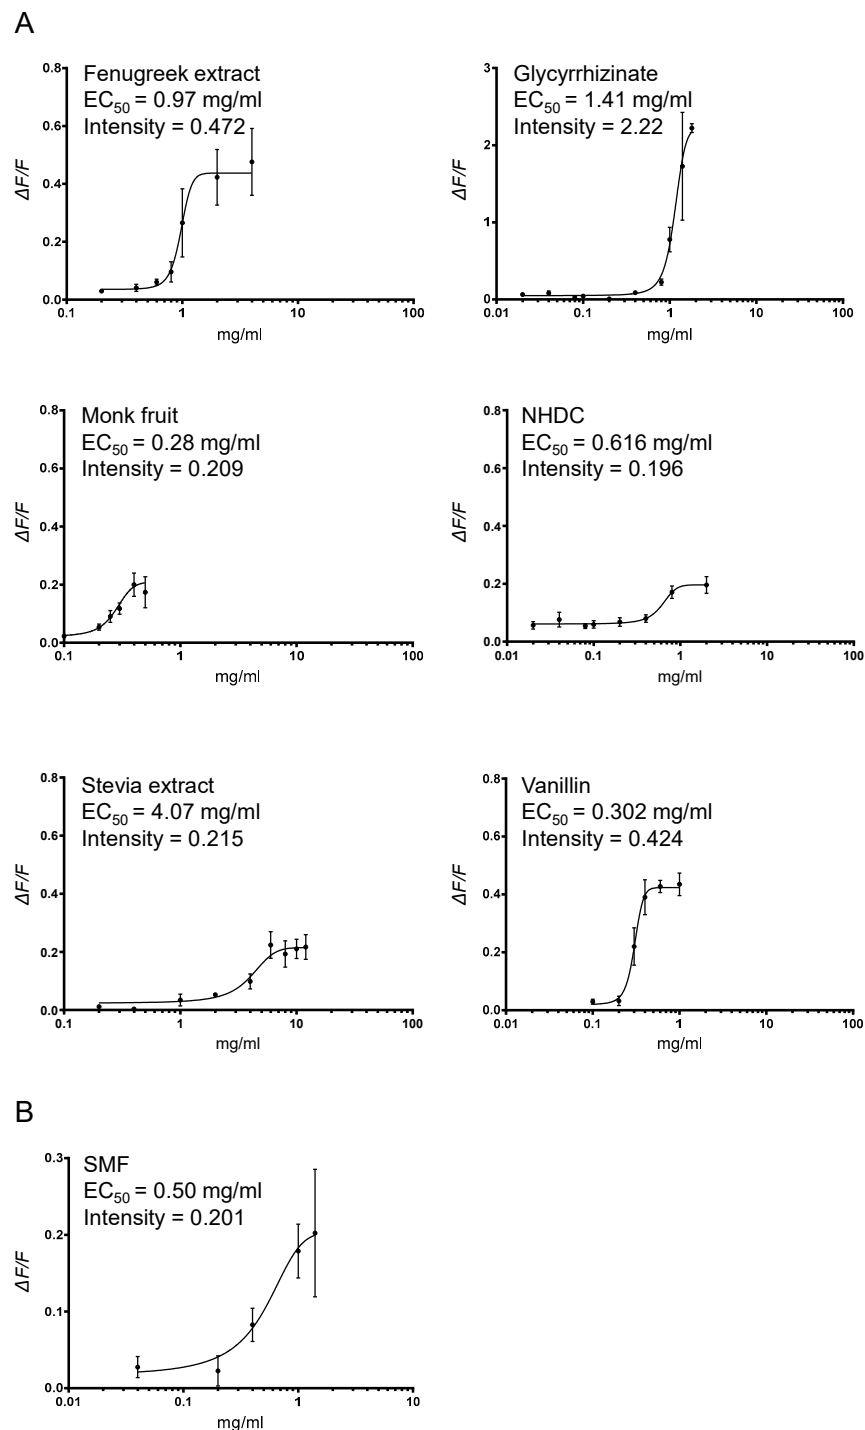 A
Fenugreek extract
EC50 = 0.97 mg/ml
Intensity = 0.472
0.8
0.6
0.4
0.2
0.0
ΔF/F
0.1 1 10 100
mg/ml
Glycyrrhizinate
EC50 = 1.41 mg/ml
Intensity = 2.22
3
2
1
0
ΔF/F
0.01 0.1 1 10 100
mg/ml
Monk fruit
EC50 = 0.28 mg/ml
Intensity = 0.209
0.8
0.6
0.4
0.2
0.0
ΔF/F
0.1 1 10 100
mg/ml
NHDC
EC50 = 0.616 mg/ml
Intensity = 0.196
0.8
0.6
0.4
0.2
0.0
ΔF/F
0.01 0.1 1 10 100
mg/ml
Stevia extract
EC50 = 4.07 mg/ml
Intensity = 0.215
0.8
0.6
0.4
0.2
0.0
ΔF/F
0.1 1 10 100
mg/ml
Vanillin
EC50 = 0.302 mg/ml
Intensity = 0.424
0.8
0.6
0.4
0.2
0.0
ΔF/F
0.01 0.1 1 10 100
mg/ml
B
SMF
EC50 = 0.50 mg/ml
Intensity = 0.201
0.3
0.2
0.1
0.0
ΔF/F
0.01 0.1 1 10
mg/ml